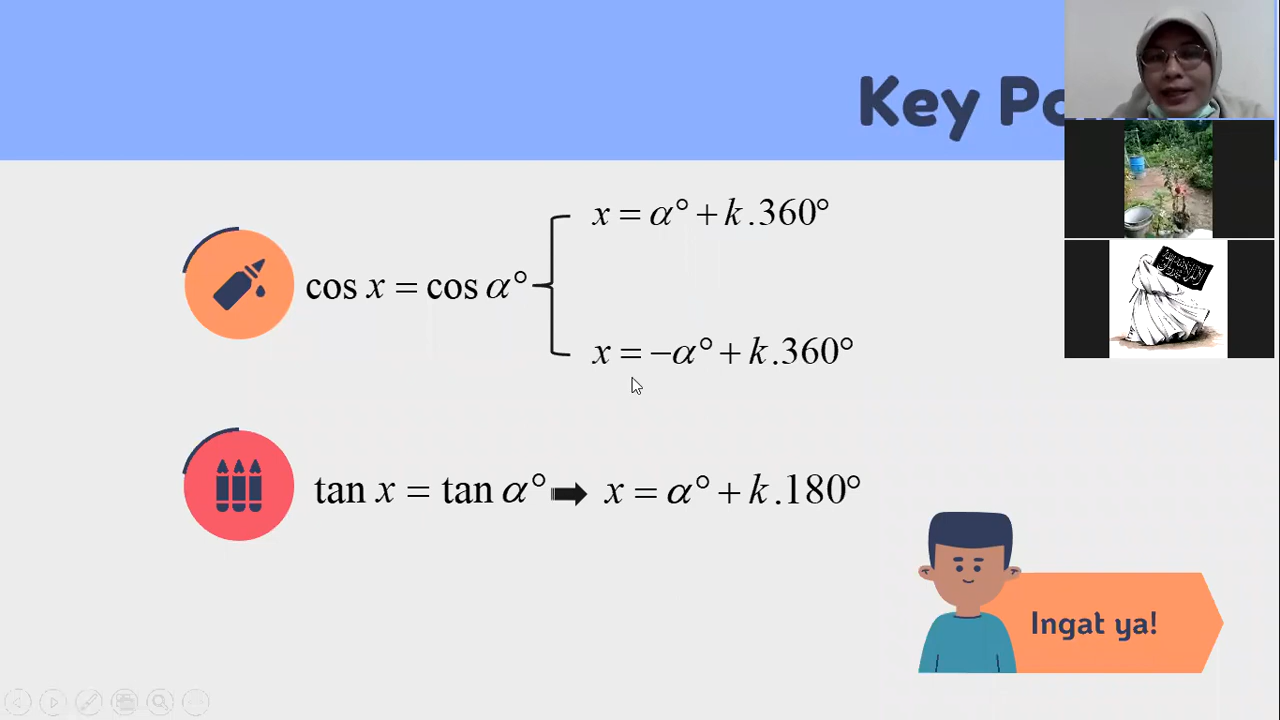 Key Po
cos x = cos α°
x = α° + k.360°
x = −α° + k.360°
tan x = tan α° ➡ x = α° + k.180°
Ingat ya!